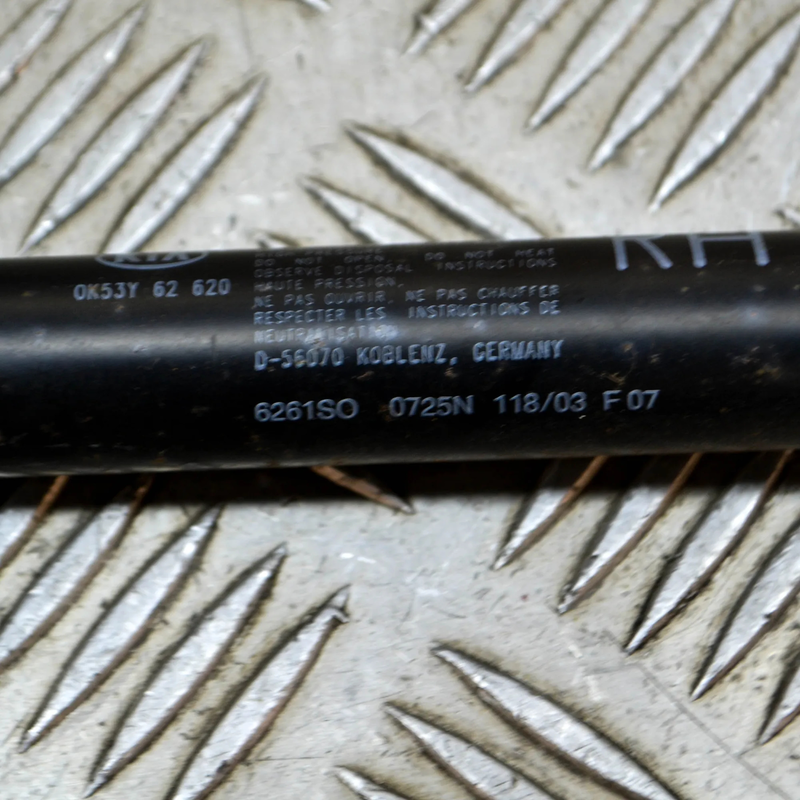 KIA
RH
0K53Y 62 620
DO NOT OPEN. DO NOT HEAT
OBSERVE DISPOSAL INSTRUCTIONS
HAUTE PRESSION.
NE PAS OUVRIR. NE PAS CHAUFFER
RESPECTER LES INSTRUCTIONS DE
NEUTRALISATION
D-56070 KOBLENZ, GERMANY
6261SO 0725N 118/03 F 07